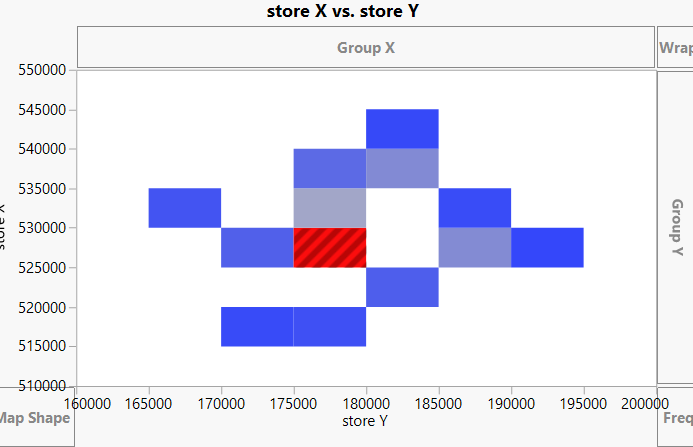 store X vs. store Y
Group X
Wrap
550000
545000
540000
535000
530000
525000
520000
515000
510000
store X
Group Y
160000 165000 170000 175000 180000 185000 190000 195000 200000
store Y
Map Shape
Freq